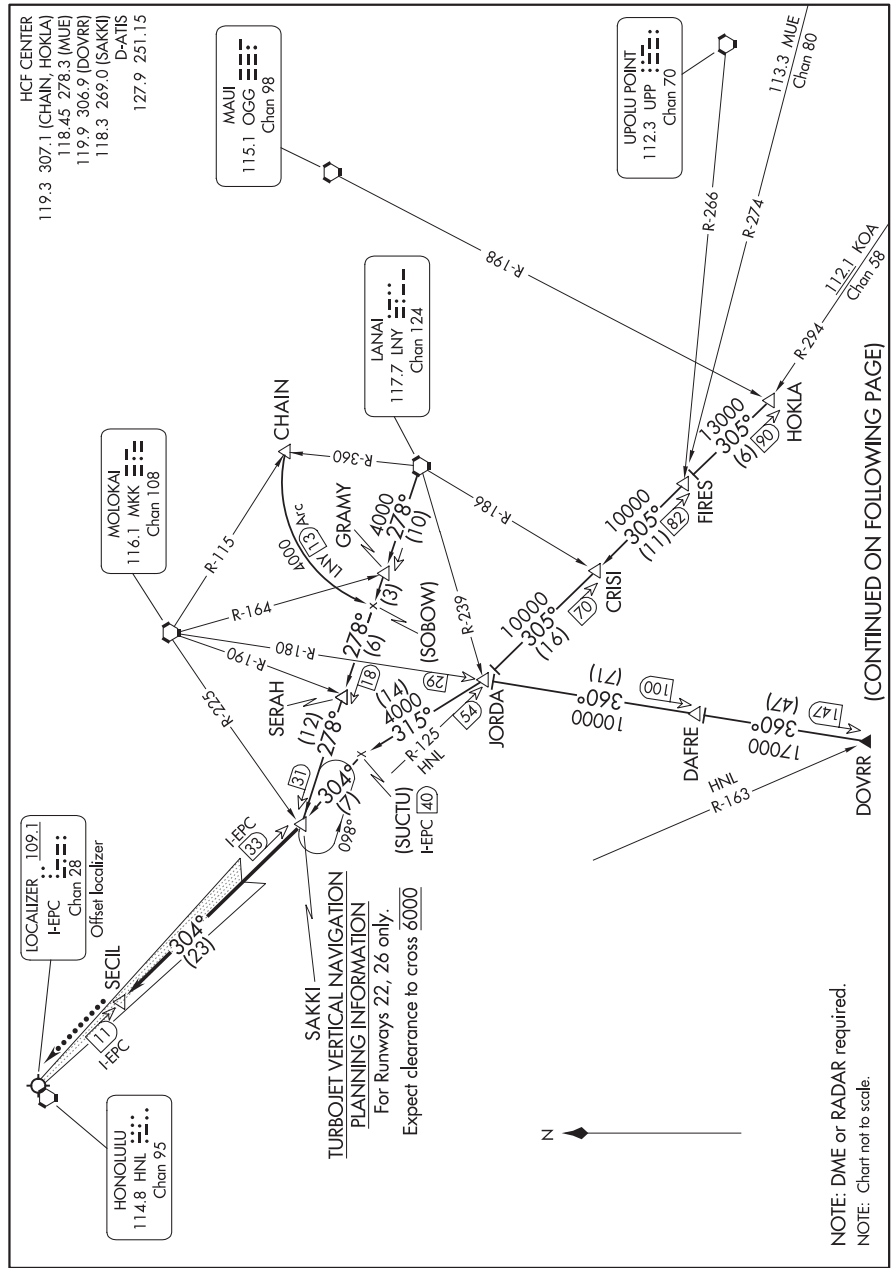 HCF CENTER
119.3 307.1 (CHAIN, HOKLA)
118.45 278.3 (MUE)
119.9 306.9 (DOVRR)
118.3 269.0 (SAKKI)
D-ATIS
127.9 251.15
LOCALIZER 109.1
I-EPC
Chan 28
Offset localizer
HONOLULU
114.8 HNL
Chan 95
MOLOKAI
116.1 MKK
Chan 108
MAUI
115.1 OGG
Chan 98
LANAI
117.7 LNY
Chan 124
UPOLU POINT
112.3 UPP
Chan 70
113.3 MUE
Chan 80
112.1 KOA
Chan 58
SECIL
11
I-EPC
304°
(23)
I-EPC
33
R-225
R-190
R-180
R-164
R-115
CHAIN
R-360
4000
LNY 13 Arc
GRAMY
4000
278°
(10)
(3)
(SOBOW)
278°
(6)
SERAH
18
(12)
278°
31
SAKKI
098°
304°
(7)
(SUCTU)
I-EPC 40
(14)
4000
315°
R-125
HNL
29
54
JORDA
R-239
R-186
10000
305°
(16)
70
CRISI
10000
305°
(11)
82
FIRES
13000
305°
(6)
90
HOKLA
R-198
R-266
R-274
R-294
(71)
360°
10000
100
DAFRE
(47)
360°
17000
147
DOVRR
HNL
R-163
TURBOJET VERTICAL NAVIGATION
PLANNING INFORMATION
For Runways 22, 26 only.
Expect clearance to cross 6000
N
NOTE: DME or RADAR required.
NOTE: Chart not to scale.
(CONTINUED ON FOLLOWING PAGE)